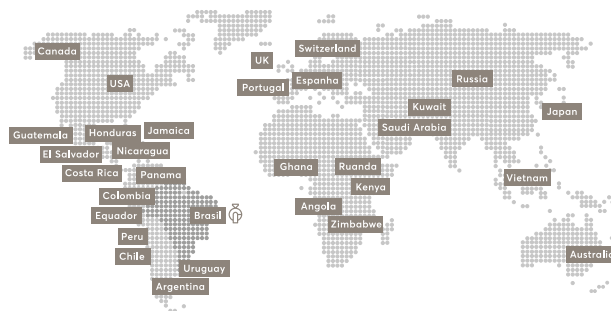 Canada
Switzerland
UK
USA
Portugal
Espanha
Russia
Kuwait
Japan
Guatemala
Honduras
Jamaica
Saudi Arabia
El Salvador
Nicaragua
Costa Rica
Panama
Ghana
Ruanda
Vietnam
Kenya
Colombia
Equador
Brasil
Angola
Zimbabwe
Peru
Chile
Australia
Uruguay
Argentina